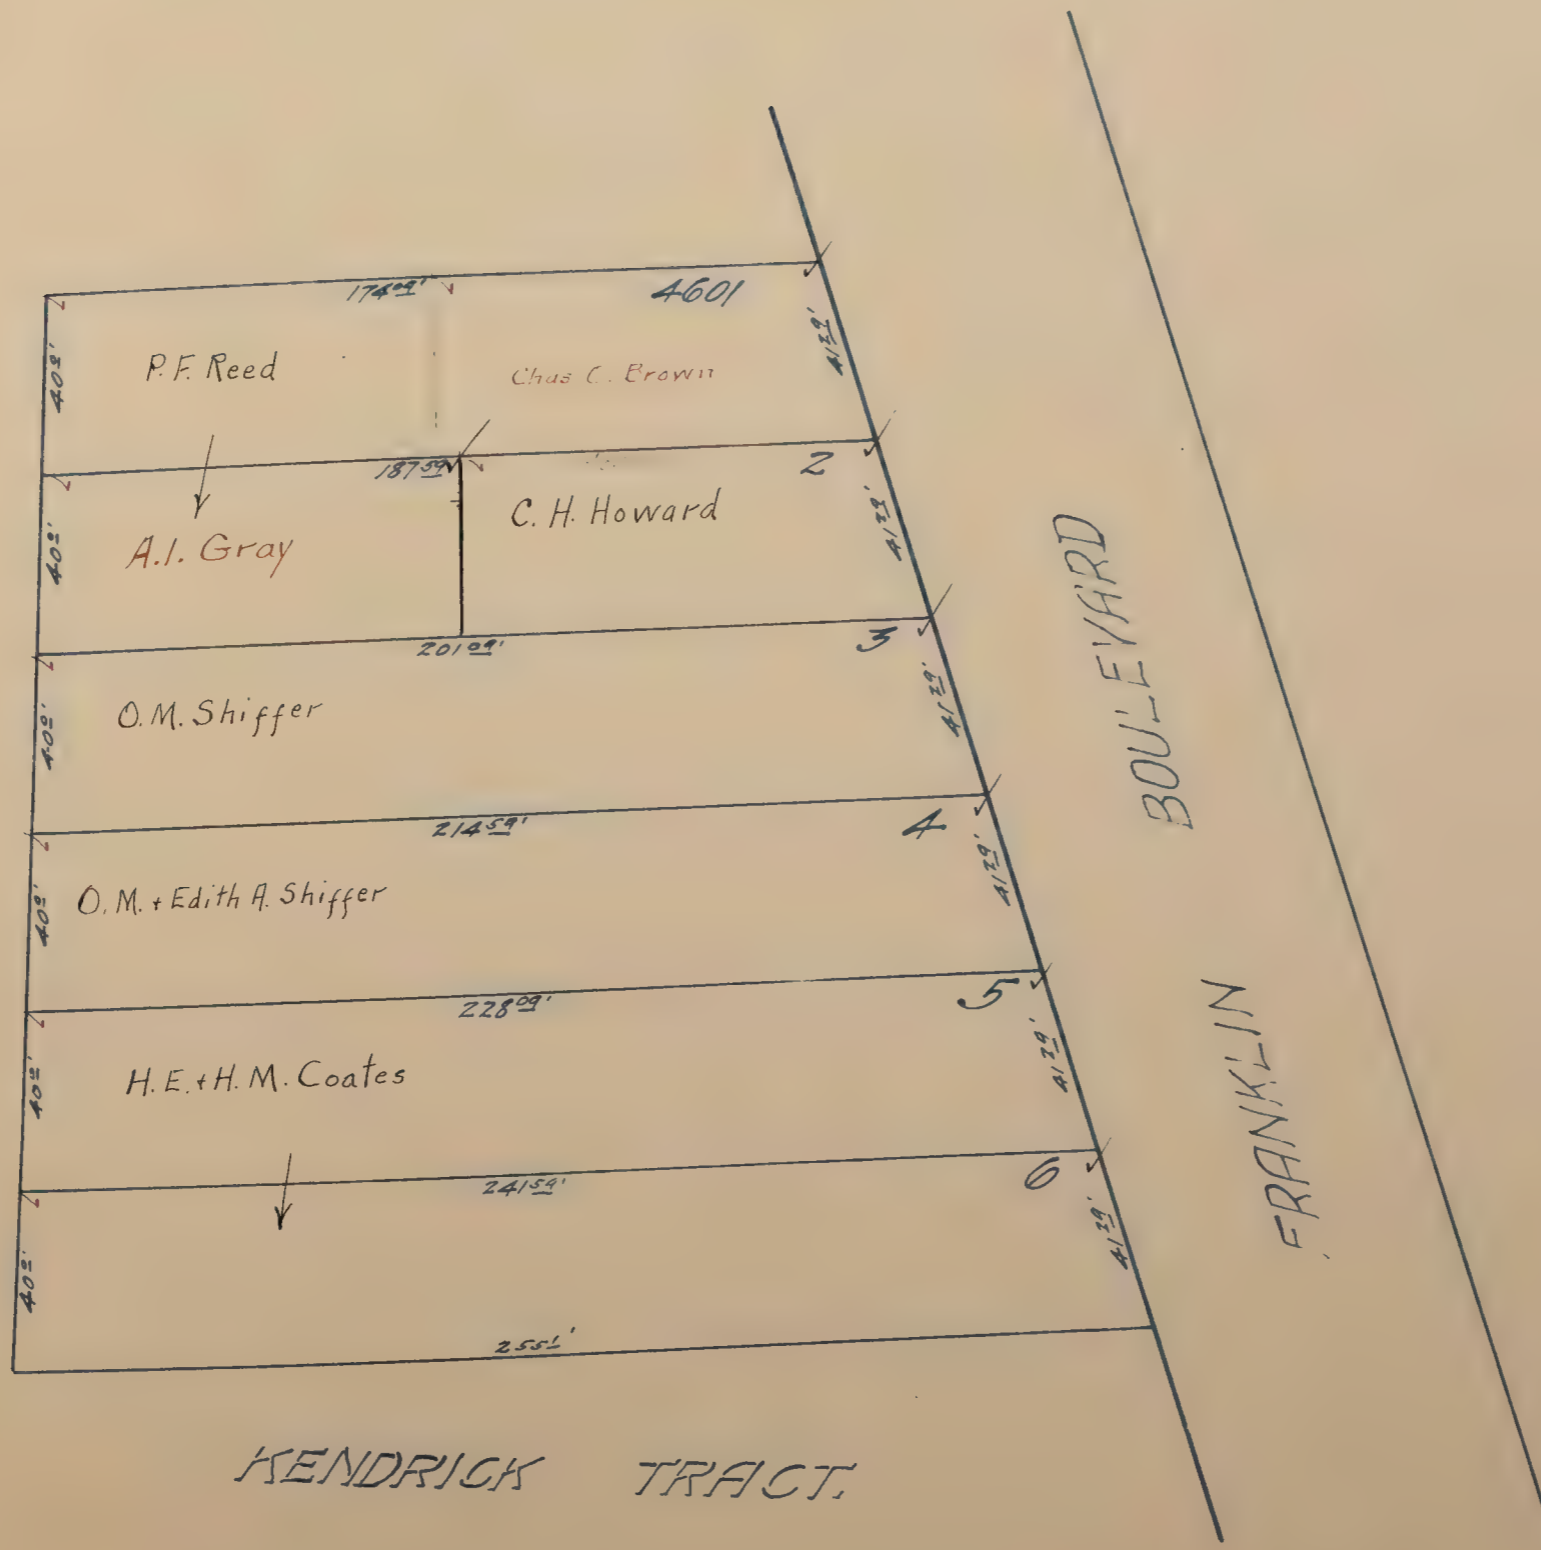 174 09'
4601
40 0'
P. F. Reed
Chas C. Brown
41 29'
187 59'
2
40 0'
A. I. Gray
C. H. Howard
41 29'
201 09'
3
40 0'
O. M. Shiffer
41 29'
214 59'
4
40 0'
O. M. + Edith A. Shiffer
41 29'
228 09'
5
40 0'
H. E. + H. M. Coates
41 29'
241 59'
6
40 0'
41 29'
255 1'
FRANKLIN BOULEVARD
KENDRICK TRACT.